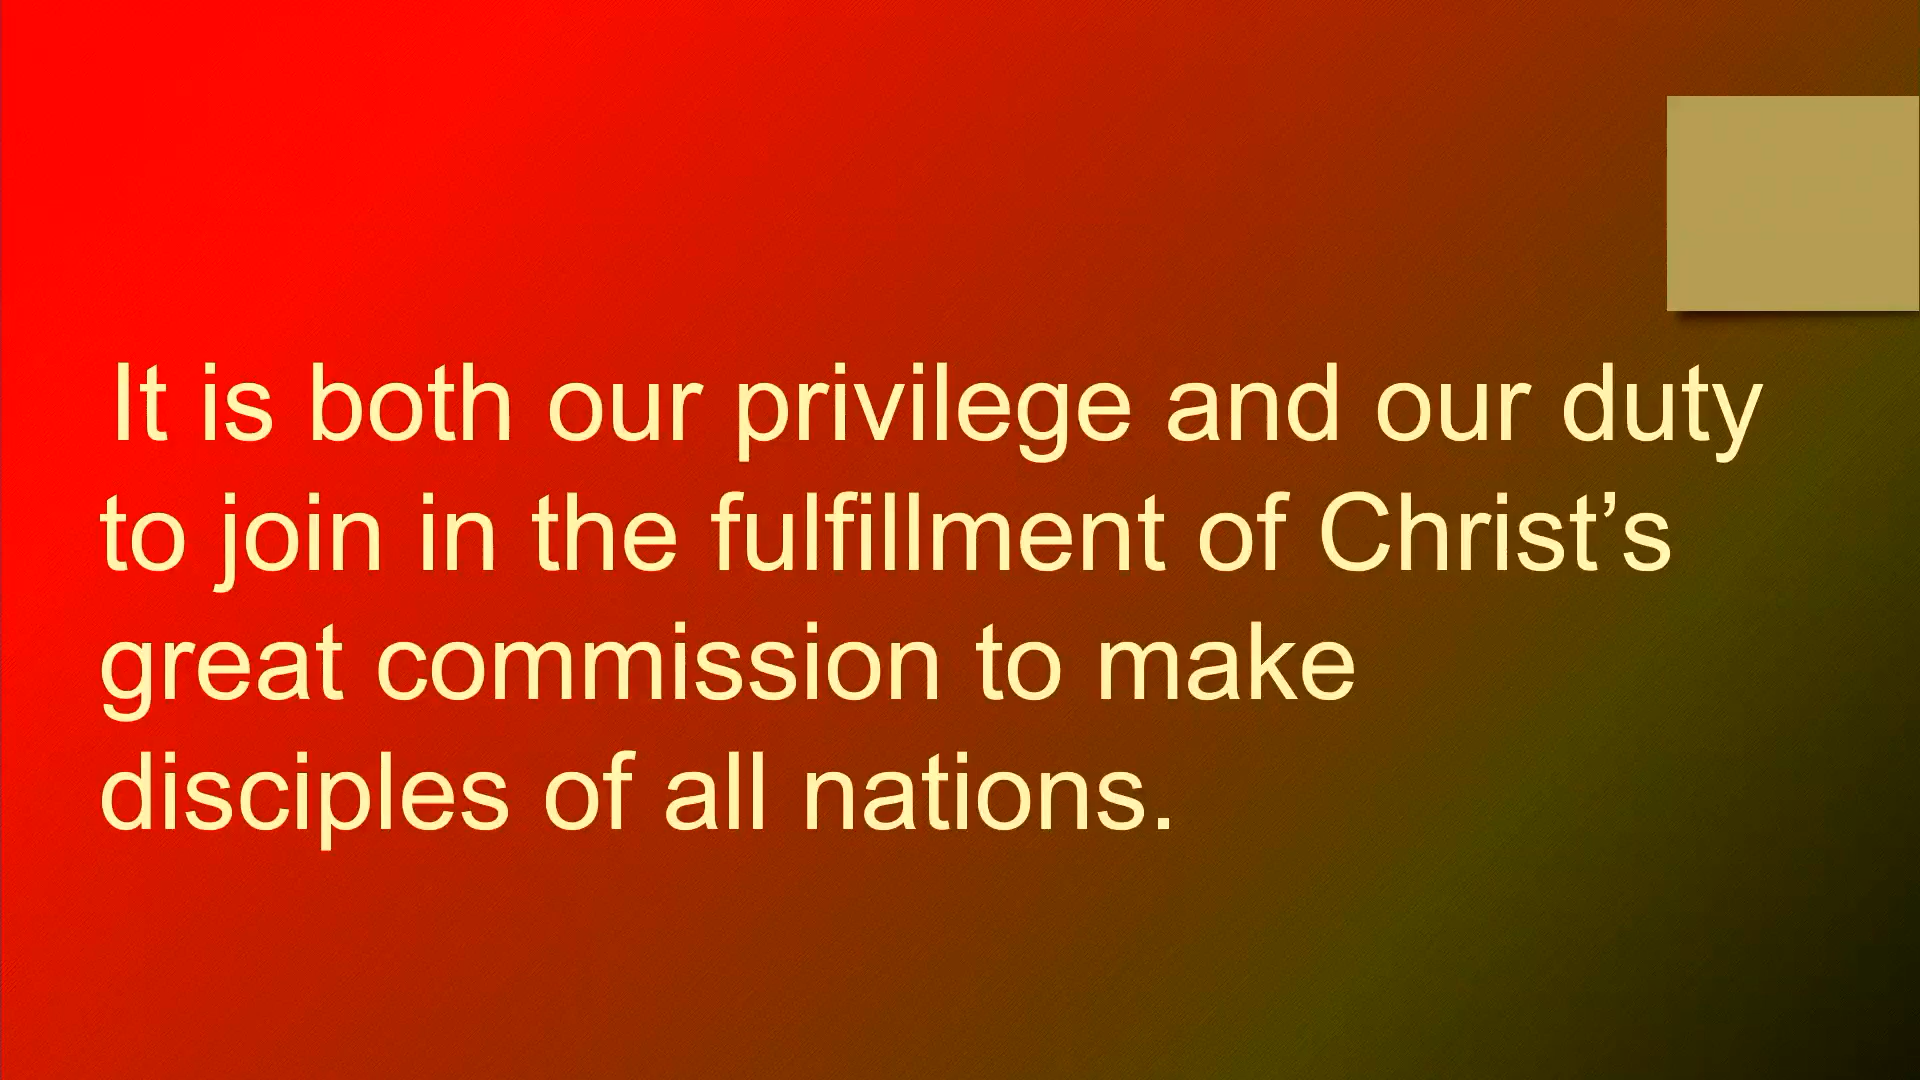 It is both our privilege and our duty
to join in the fulfillment of Christ’s
great commission to make
disciples of all nations.